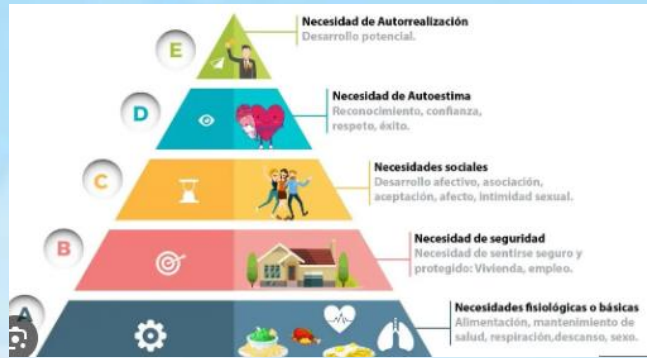 E
Necesidad de Autorrealización
Desarrollo potencial.
D
Necesidad de Autoestima
Reconocimiento, confianza,
respeto, éxito.
C
Necesidades sociales
Desarrollo afectivo, asociación,
aceptación, afecto, intimidad sexual.
B
Necesidad de seguridad
Necesidad de sentirse seguro y
protegido: Vivienda, empleo.
A
Necesidades fisiológicas o básicas
Alimentación, mantenimiento de
salud, respiración,descanso, sexo.